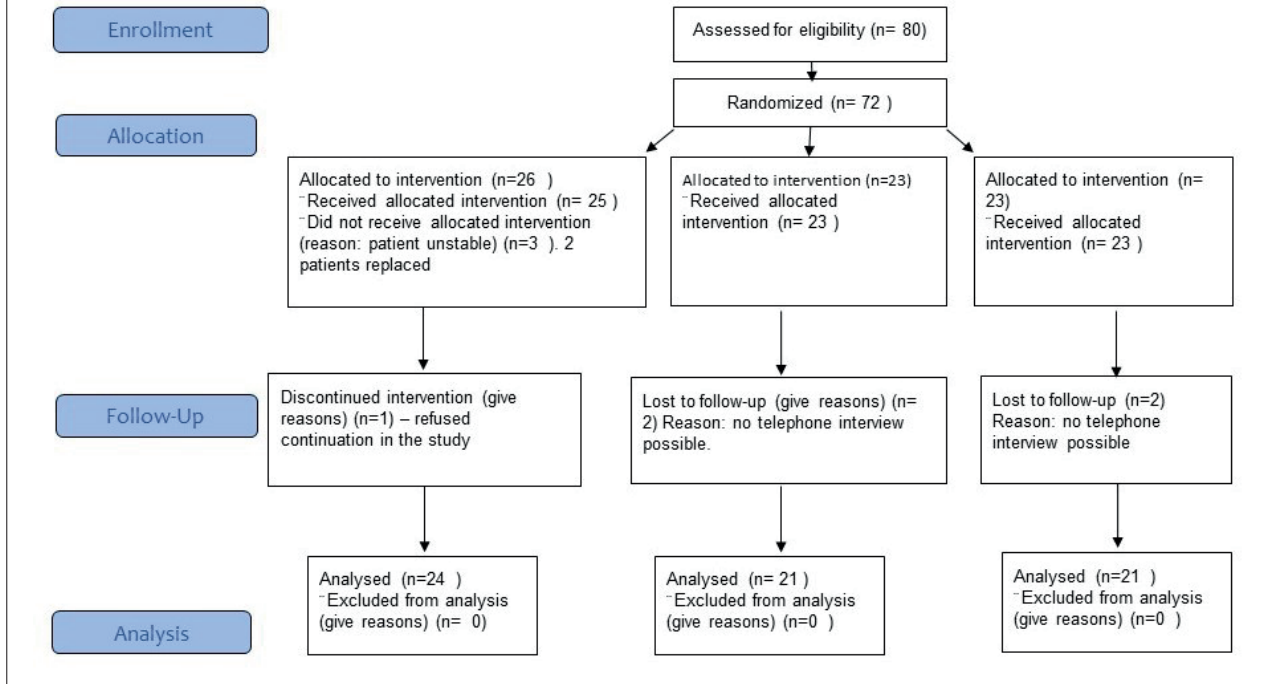 Enrollment
Assessed for eligibility (n= 80)
Randomized (n= 72 )
Allocation
Allocated to intervention (n=26 )
¨Received allocated intervention (n= 25 )
¨Did not receive allocated intervention
(reason: patient unstable) (n=3 ). 2
patients replaced
Allocated to intervention (n=23)
¨Received allocated
intervention (n= 23 )
Allocated to intervention (n=
23)
¨Received allocated
intervention (n= 23 )
Follow-Up
Discontinued intervention (give
reasons) (n=1) – refused
continuation in the study
Lost to follow-up (give reasons) (n=
2) Reason: no telephone interview
possible.
Lost to follow-up (n=2)
Reason: no telephone
interview possible
Analysis
Analysed (n=24 )
¨Excluded from analysis
(give reasons) (n= 0)
Analysed (n= 21 )
¨Excluded from analysis
(give reasons) (n=0 )
Analysed (n=21 )
¨Excluded from analysis
(give reasons) (n=0 )